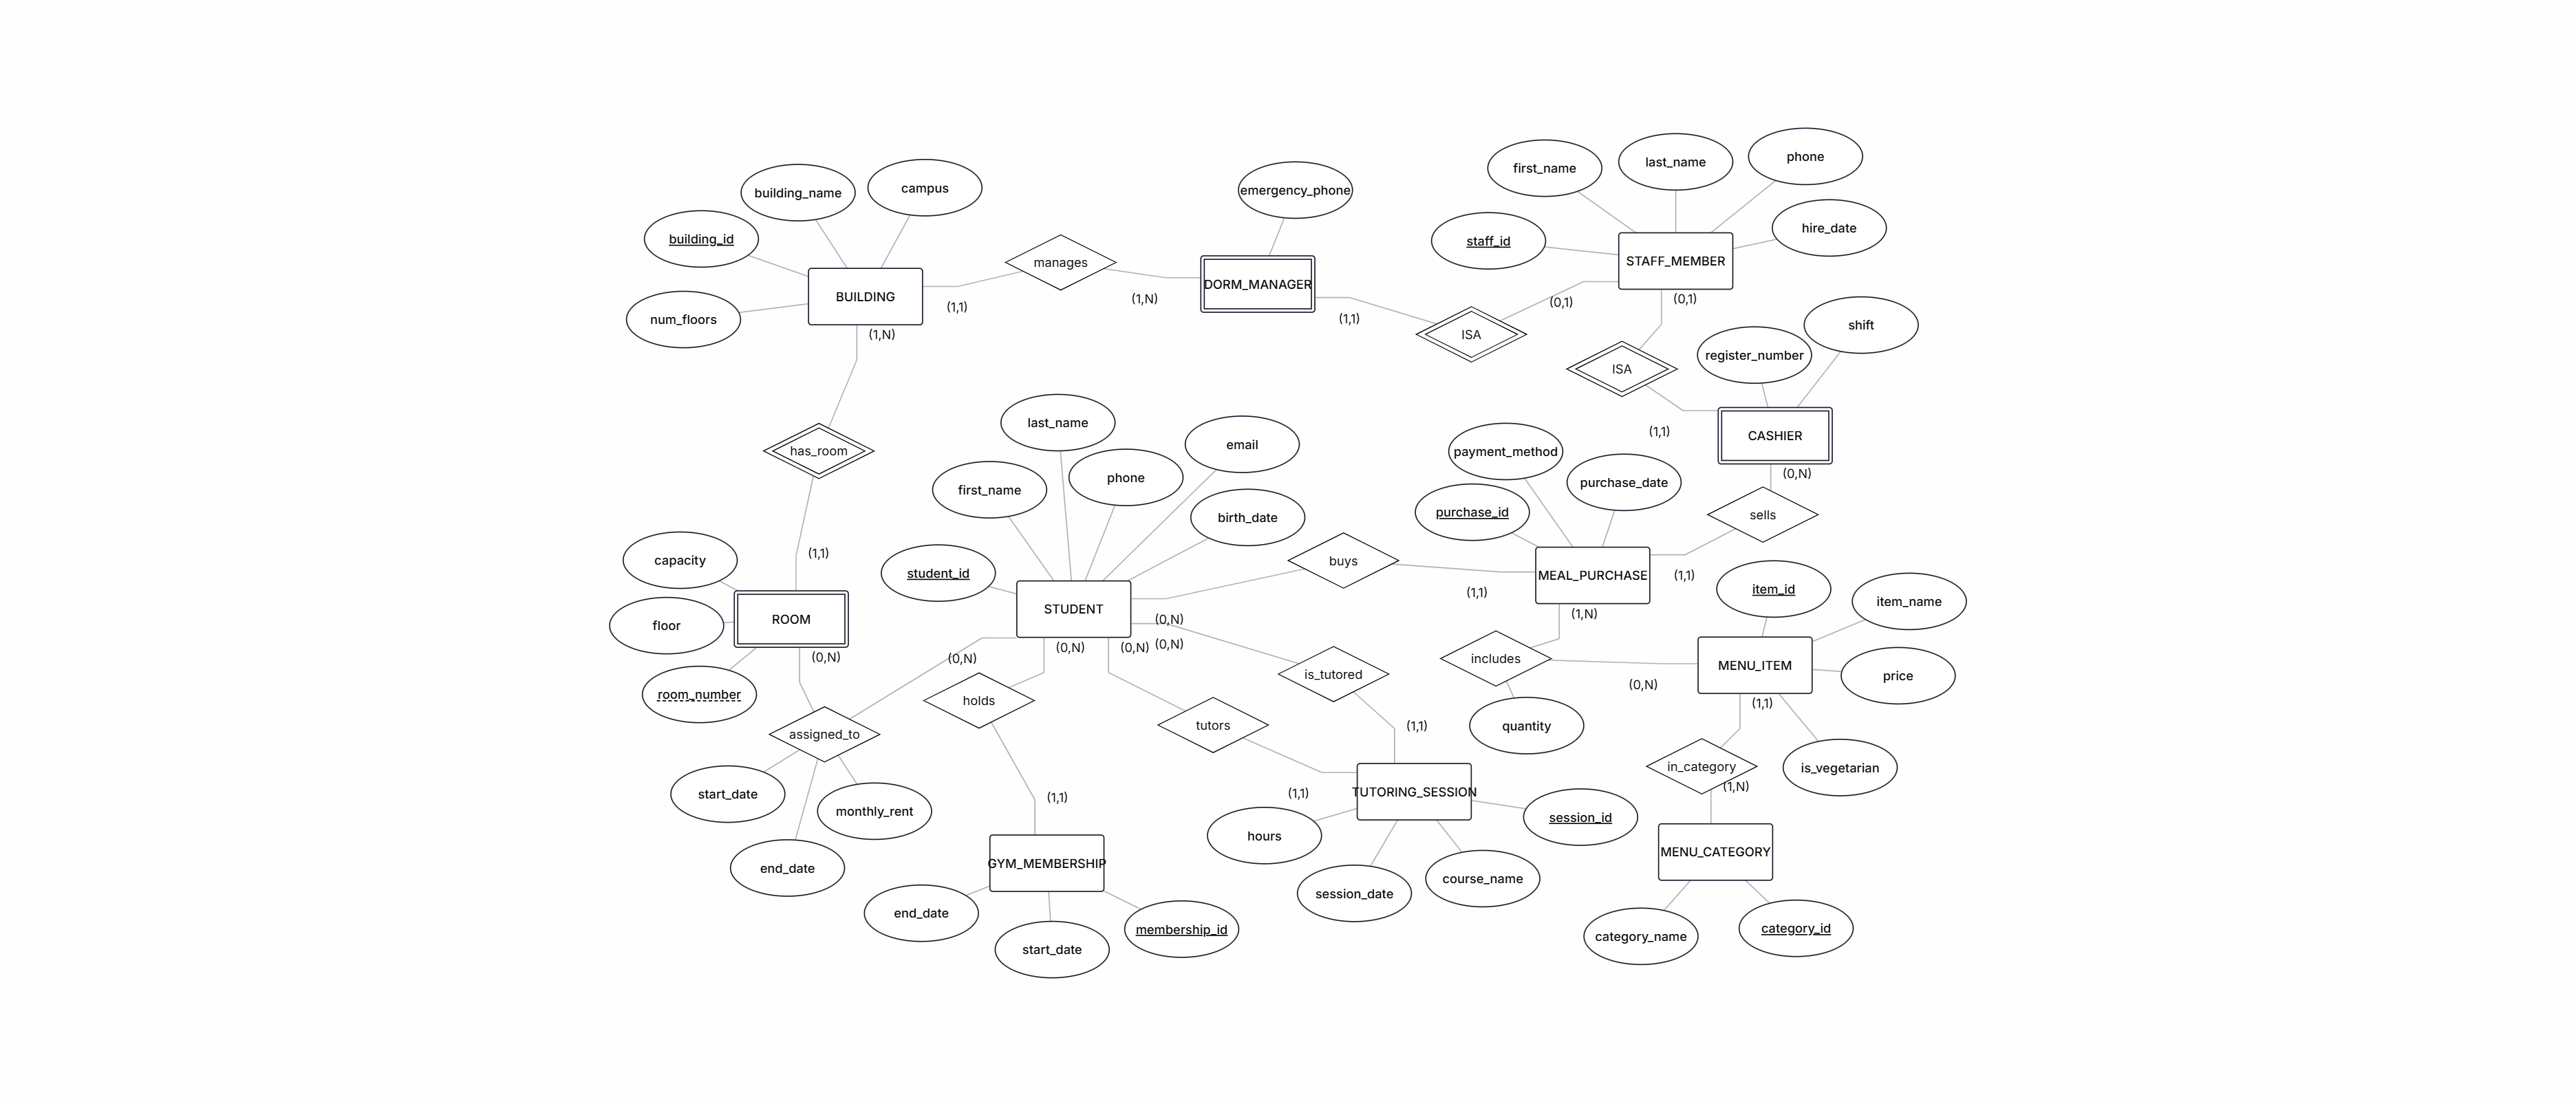 phone
last_name
first_name
campus
emergency_phone
building_name
hire_date
building_id
staff_id
STAFF_MEMBER
manages
DORM_MANAGER
BUILDING
(1,N)
(0,1)
(0,1)
(1,1)
(1,1)
num_floors
shift
(1,N)
ISA
register_number
ISA
last_name
(1,1)
CASHIER
email
has_room
payment_method
(0,N)
phone
purchase_date
first_name
purchase_id
sells
birth_date
(1,1)
capacity
buys
student_id
MEAL_PURCHASE
(1,1)
item_id
(1,1)
item_name
STUDENT
(1,N)
ROOM
(0,N)
floor
(0,N)
(0,N)
(0,N)
(0,N)
(0,N)
includes
MENU_ITEM
is_tutored
price
(0,N)
room_number
holds
(1,1)
tutors
(1,1)
quantity
assigned_to
in_category
is_vegetarian
(1,N)
start_date
TUTORING_SESSION
(1,1)
(1,1)
monthly_rent
session_id
hours
MENU_CATEGORY
GYM_MEMBERSHIP
end_date
course_name
session_date
end_date
category_id
membership_id
category_name
start_date